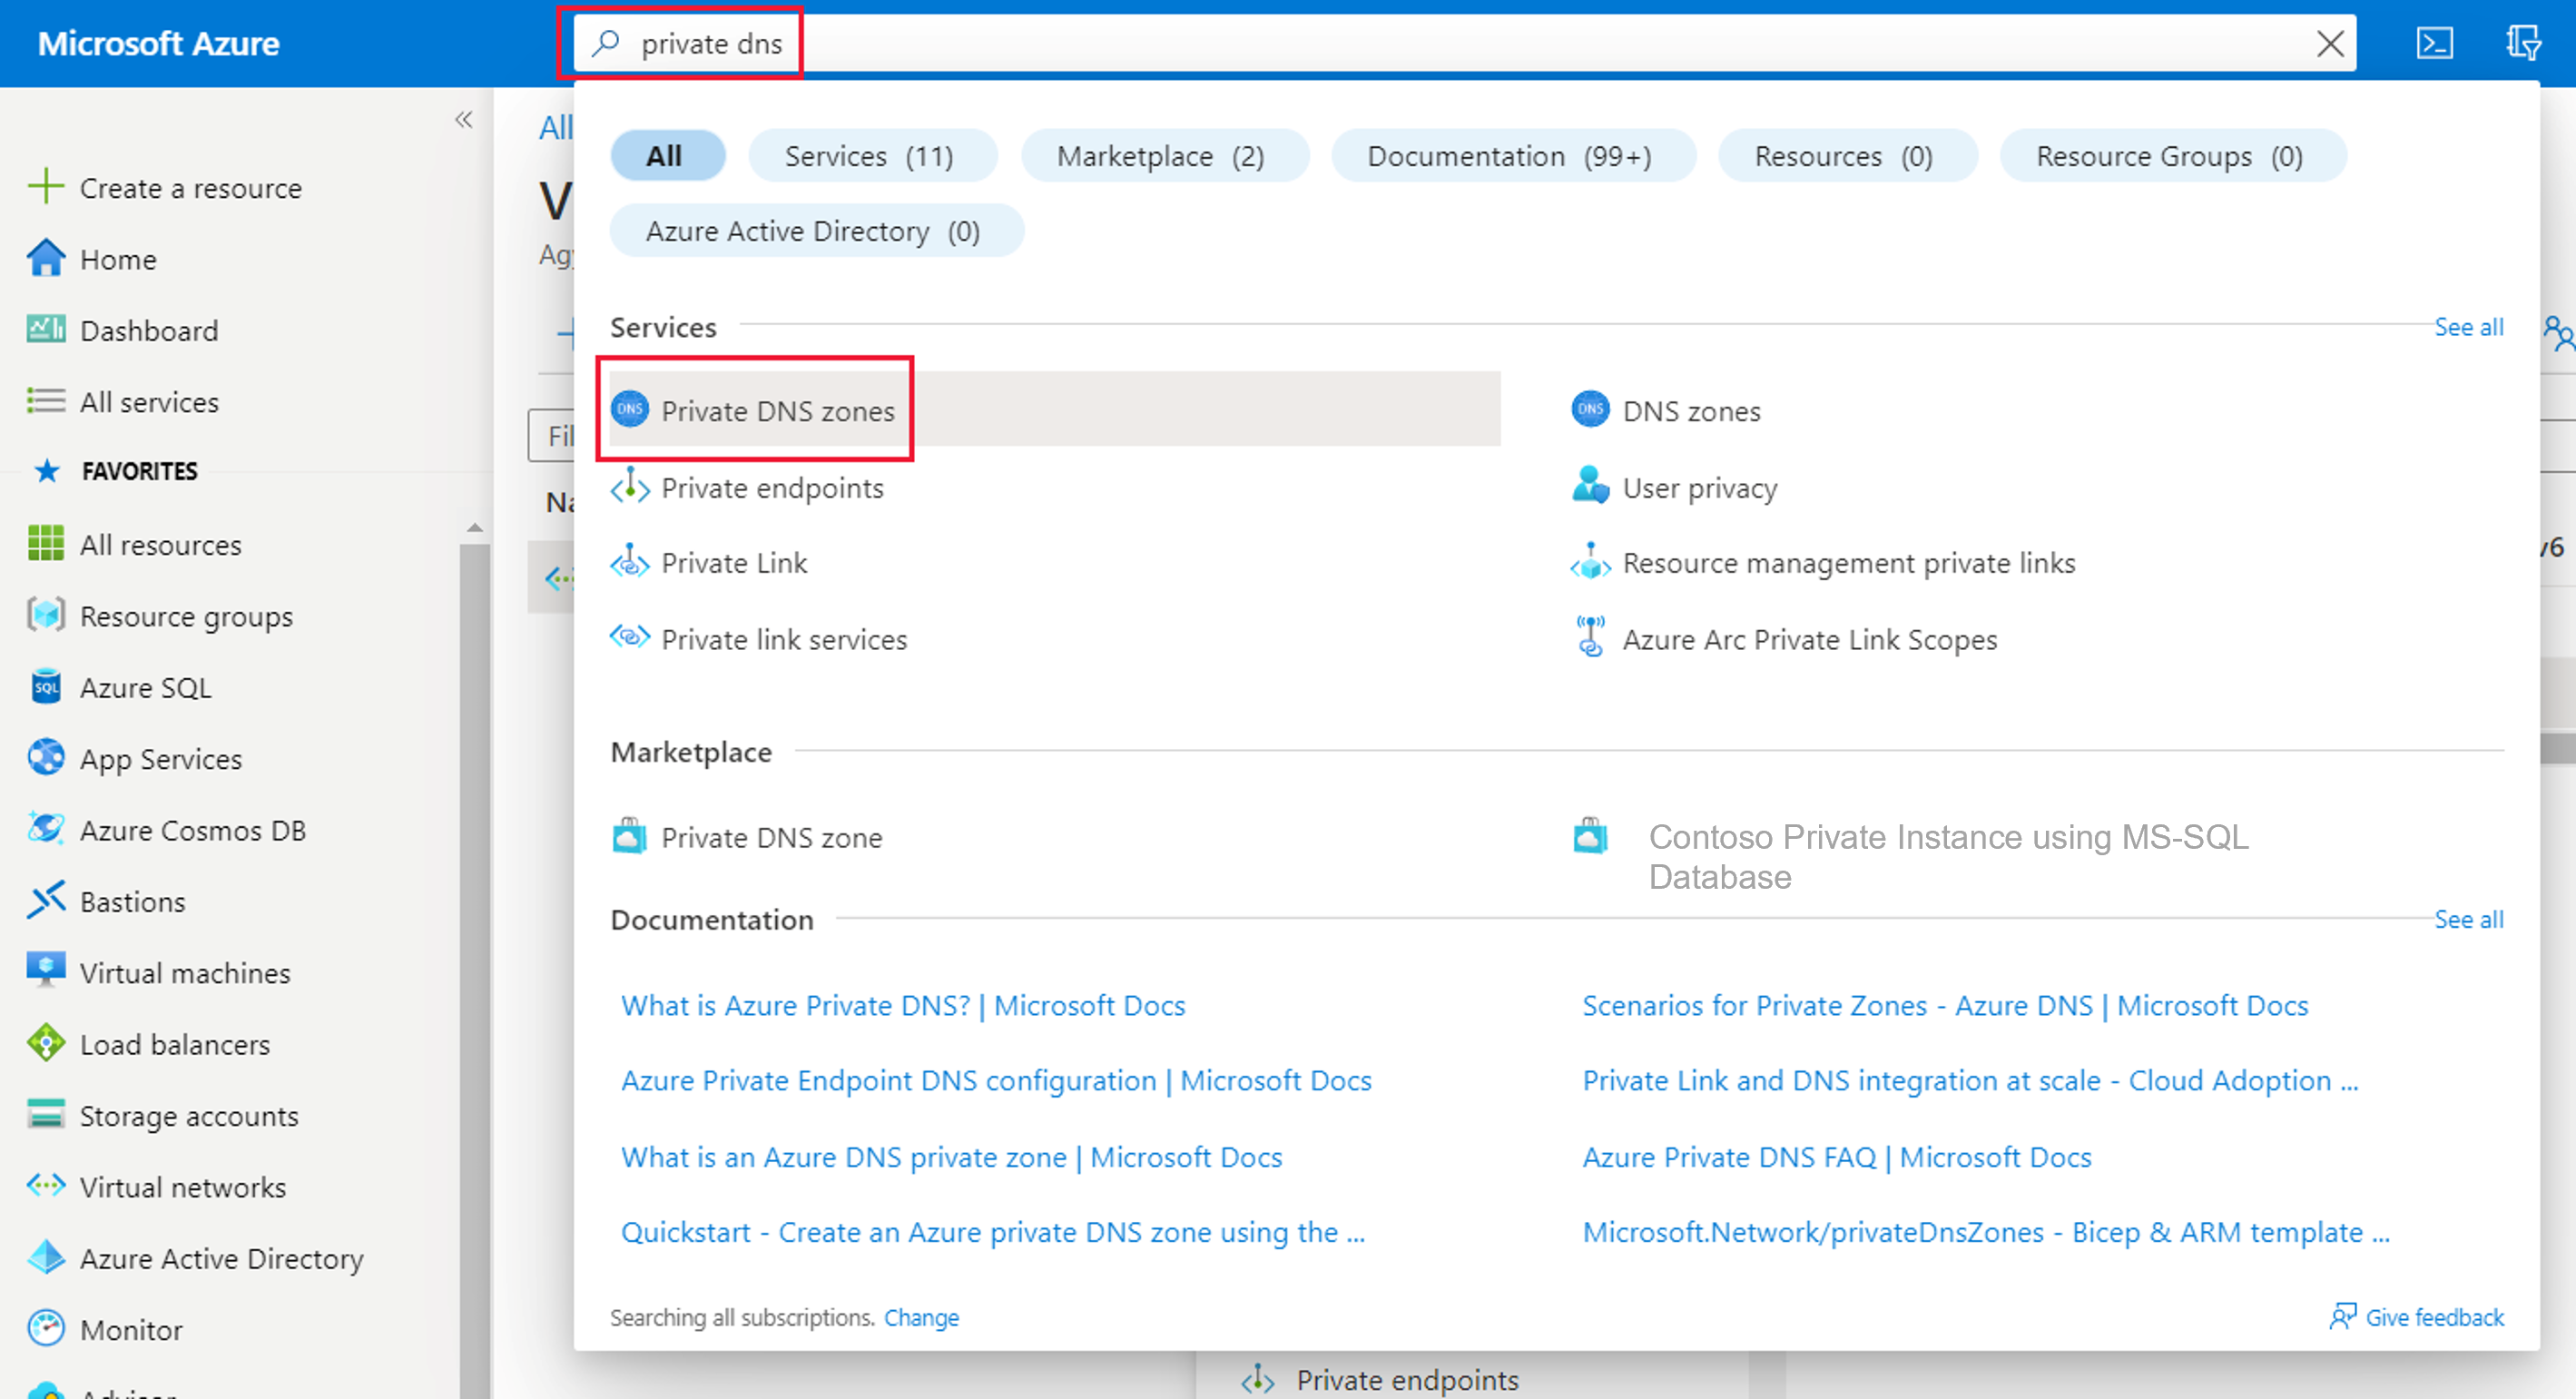 Microsoft Azure
private dns
Create a resource
Home
Dashboard
All services
FAVORITES
All resources
Resource groups
SQL
Azure SQL
App Services
Azure Cosmos DB
Bastions
Virtual machines
Load balancers
Storage accounts
Virtual networks
Azure Active Directory
Monitor
All
V
Fil
Na
v6
All
Services (11)
Marketplace (2)
Documentation (99+)
Resources (0)
Resource Groups (0)
Azure Active Directory (0)
Services
See all
DNS
Private DNS zones
DNS
DNS zones
Private endpoints
User privacy
Private Link
Resource management private links
Private link services
Azure Arc Private Link Scopes
Marketplace
Private DNS zone
Contoso Private Instance using MS-SQL
Database
Documentation
See all
What is Azure Private DNS? | Microsoft Docs
Scenarios for Private Zones - Azure DNS | Microsoft Docs
Azure Private Endpoint DNS configuration | Microsoft Docs
Private Link and DNS integration at scale - Cloud Adoption ...
What is an Azure DNS private zone | Microsoft Docs
Azure Private DNS FAQ | Microsoft Docs
Quickstart - Create an Azure private DNS zone using the ...
Microsoft.Network/privateDnsZones - Bicep & ARM template ...
Searching all subscriptions. Change
Give feedback
Private endpoints